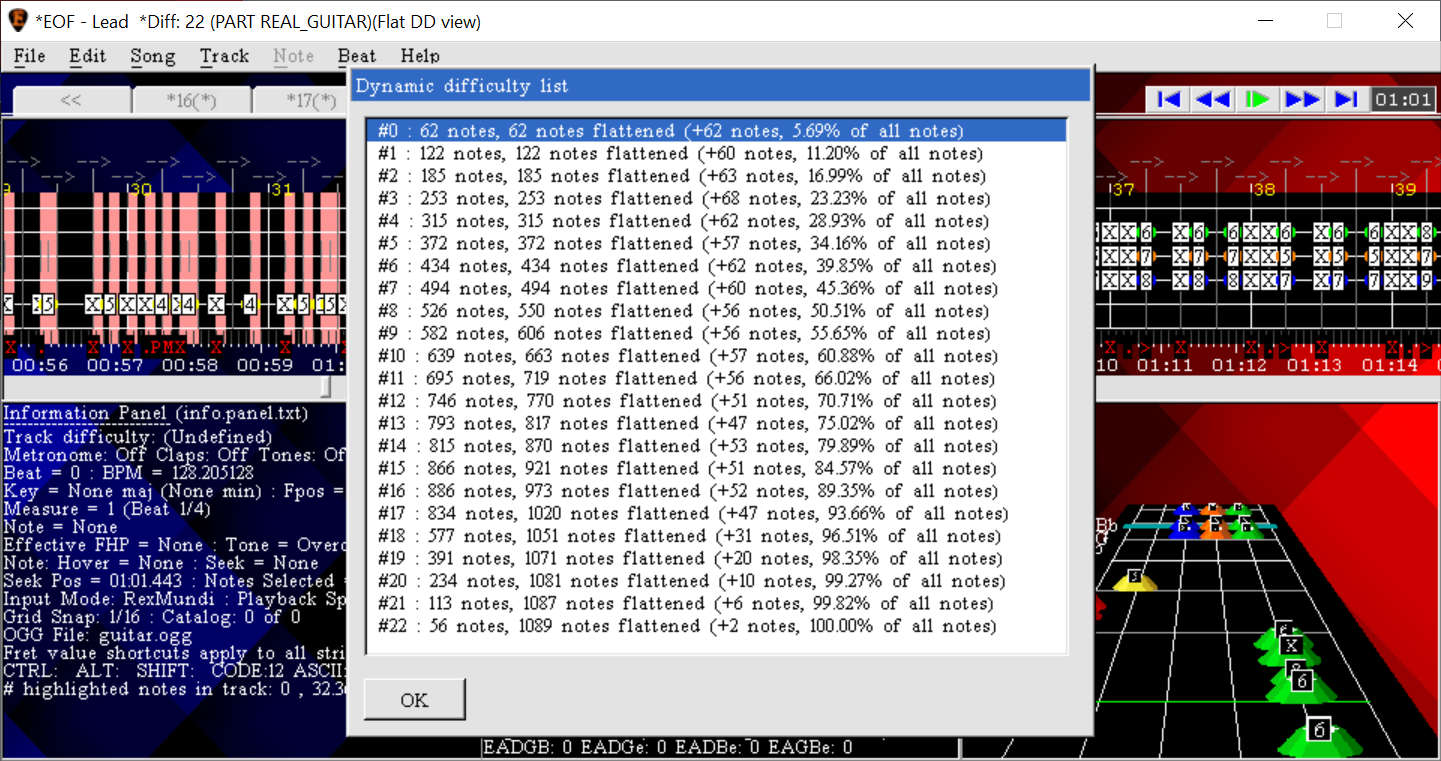 *EOF - Lead  *Diff: 22 (PART REAL_GUITAR)(Flat DD view)
File Edit Song Track Note Beat Help
<< *16(*) *17(*)
01:01
Dynamic difficulty list
#0 : 62 notes, 62 notes flattened (+62 notes, 5.69% of all notes)
#1 : 122 notes, 122 notes flattened (+60 notes, 11.20% of all notes)
#2 : 185 notes, 185 notes flattened (+63 notes, 16.99% of all notes)
#3 : 253 notes, 253 notes flattened (+68 notes, 23.23% of all notes)
#4 : 315 notes, 315 notes flattened (+62 notes, 28.93% of all notes)
#5 : 372 notes, 372 notes flattened (+57 notes, 34.16% of all notes)
#6 : 434 notes, 434 notes flattened (+62 notes, 39.85% of all notes)
#7 : 494 notes, 494 notes flattened (+60 notes, 45.36% of all notes)
#8 : 526 notes, 550 notes flattened (+56 notes, 50.51% of all notes)
#9 : 582 notes, 606 notes flattened (+56 notes, 55.65% of all notes)
#10 : 639 notes, 663 notes flattened (+57 notes, 60.88% of all notes)
#11 : 695 notes, 719 notes flattened (+56 notes, 66.02% of all notes)
#12 : 746 notes, 770 notes flattened (+51 notes, 70.71% of all notes)
#13 : 793 notes, 817 notes flattened (+47 notes, 75.02% of all notes)
#14 : 815 notes, 870 notes flattened (+53 notes, 79.89% of all notes)
#15 : 866 notes, 921 notes flattened (+51 notes, 84.57% of all notes)
#16 : 886 notes, 973 notes flattened (+52 notes, 89.35% of all notes)
#17 : 834 notes, 1020 notes flattened (+47 notes, 93.66% of all notes)
#18 : 577 notes, 1051 notes flattened (+31 notes, 96.51% of all notes)
#19 : 391 notes, 1071 notes flattened (+20 notes, 98.35% of all notes)
#20 : 234 notes, 1081 notes flattened (+10 notes, 99.27% of all notes)
#21 : 113 notes, 1087 notes flattened (+6 notes, 99.82% of all notes)
#22 : 56 notes, 1089 notes flattened (+2 notes, 100.00% of all notes)
OK
30 31
37 38 39
00:56 00:57 00:58 00:59
01:11 01:12 01:13 01:14
Information Panel (info.panel.txt)
Track difficulty: (Undefined)
Metronome: Off Claps: Off Tones:
Beat = 0 : BPM = 128.205128
Key = None maj (None min) : Fpos =
Measure = 1 (Beat 1/4)
Note = None
Effective FHP = None : Tone =
Note: Hover = None : Seek = None
Seek Pos = 01:01.443 : Notes Selected
Input Mode: RexMundi : Playback
Grid Snap: 1/16 : Catalog: 0 of 0
OGG File: guitar.ogg
Fret value shortcuts apply to all
CTRL: ALT: SHIFT: CODE:12 ASCII:
# highlighted notes in track: 0 ,
EADGB: 0 EADGe: 0 EADBe: 0 EAGBe: 0